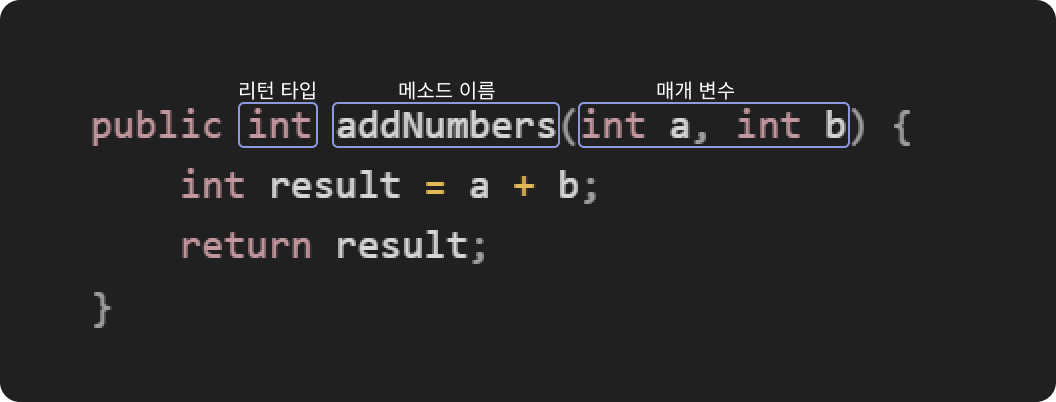 리턴 타입 메소드 이름 매개 변수
public int addNumbers(int a, int b) {
int result = a + b;
return result;
}